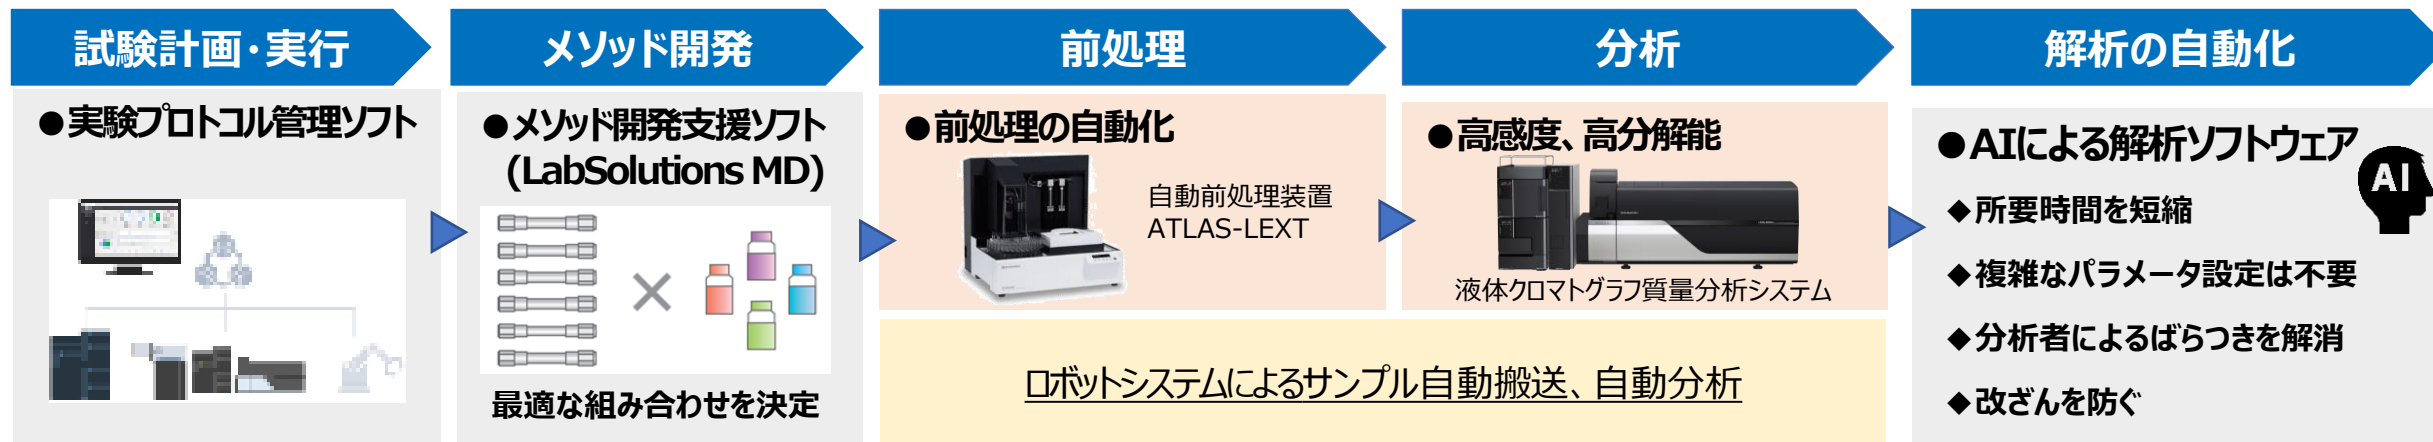 試験計画・実行
●実験プロトコル管理ソフト
メソッド開発
●メソッド開発支援ソフト
(LabSolutions MD)
最適な組み合わせを決定
前処理
●前処理の自動化
自動前処理装置
ATLAS-LEXT
分析
●高感度、高分解能
液体クロマトグラフ質量分析システム
ロボットシステムによるサンプル自動搬送、自動分析
解析の自動化
●AIによる解析ソフトウェア
AI
◆所要時間を短縮
◆複雑なパラメータ設定は不要
◆分析者によるばらつきを解消
◆改ざんを防ぐ